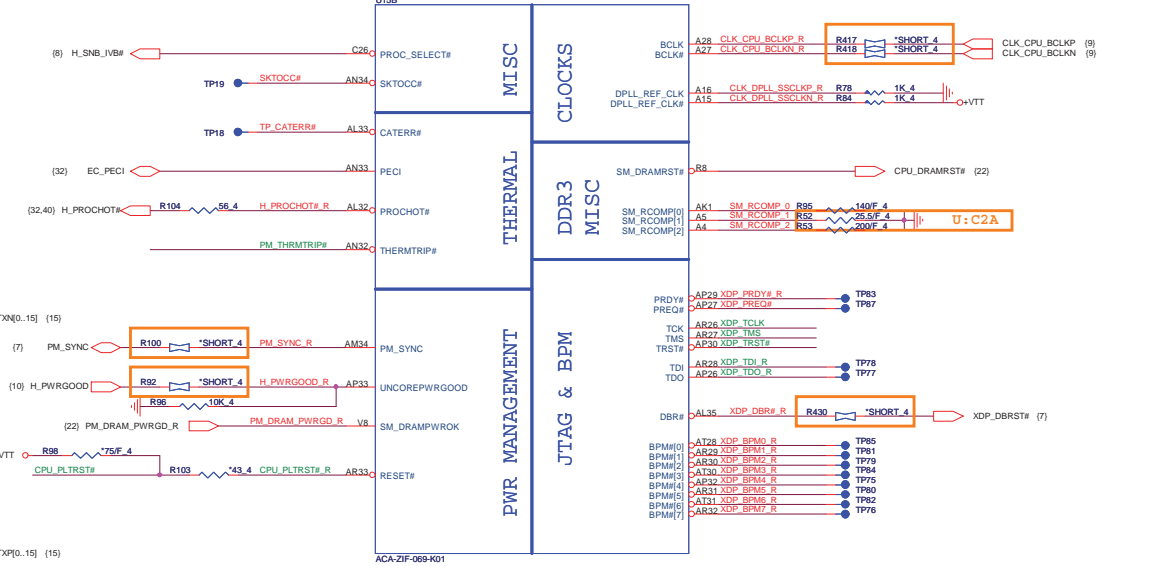 U13B
{8} H_SNB_IVB# C26 PROC_SELECT#
TP19 SKTOCC# AN34 SKTOCC#
MISC
TP18 TP_CATERR# AL33 CATERR#
{32} EC_PECI AN33 PECI
{32,40} H_PROCHOT# R104 56_4 H_PROCHOT#_R AL32 PROCHOT#
PM_THRMTRIP# AN32 THERMTRIP#
THERMAL
TXN[0..15] {15}
{7} PM_SYNC R100 *SHORT_4 PM_SYNC_R AM34 PM_SYNC
{10} H_PWRGOOD R92 *SHORT_4 H_PWRGOOD_R AP33 UNCOREPWRGOOD
R96 10K_4
{22} PM_DRAM_PWRGD_R PM_DRAM_PWRGD_R V8 SM_DRAMPWROK
VTT R98 *75/F_4
CPU_PLTRST# R103 *43_4 CPU_PLTRST#_R AR33 RESET#
PWR MANAGEMENT
TXP[0..15] {15}
ACA-ZIF-069-K01
CLOCKS
BCLK A28 CLK_CPU_BCLKP_R R417 *SHORT_4 CLK_CPU_BCLKP {9}
BCLK# A27 CLK_CPU_BCLKN_R R418 *SHORT_4 CLK_CPU_BCLKN {9}
DPLL_REF_CLK A16 CLK_DPLL_SSCLKP_R R78 1K_4
DPLL_REF_CLK# A15 CLK_DPLL_SSCLKN_R R84 1K_4 +VTT
DDR3
MISC
SM_DRAMRST# R8 CPU_DRAMRST# {22}
SM_RCOMP[0] AK1 SM_RCOMP_0 R95 140/F_4
SM_RCOMP[1] A5 SM_RCOMP_1 R52 25.5/F_4 U:C2A
SM_RCOMP[2] A4 SM_RCOMP_2 R53 200/F_4
JTAG & BPM
PRDY# AP29 XDP_PRDY#_R TP83
PREQ# AP27 XDP_PREQ# TP87
TCK AR26 XDP_TCLK
TMS AR27 XDP_TMS
TRST# AP30 XDP_TRST#
TDI AR28 XDP_TDI_R TP78
TDO AP26 XDP_TDO_R TP77
DBR# AL35 XDP_DBR#_R R430 *SHORT_4 XDP_DBRST# {7}
BPM#[0] AT28 XDP_BPM0_R TP85
BPM#[1] AR29 XDP_BPM1_R TP81
BPM#[2] AR30 XDP_BPM2_R TP79
BPM#[3] AT30 XDP_BPM3_R TP84
BPM#[4] AP32 XDP_BPM4_R TP75
BPM#[5] AR31 XDP_BPM5_R TP80
BPM#[6] AT31 XDP_BPM6_R TP82
BPM#[7] AR32 XDP_BPM7_R TP76